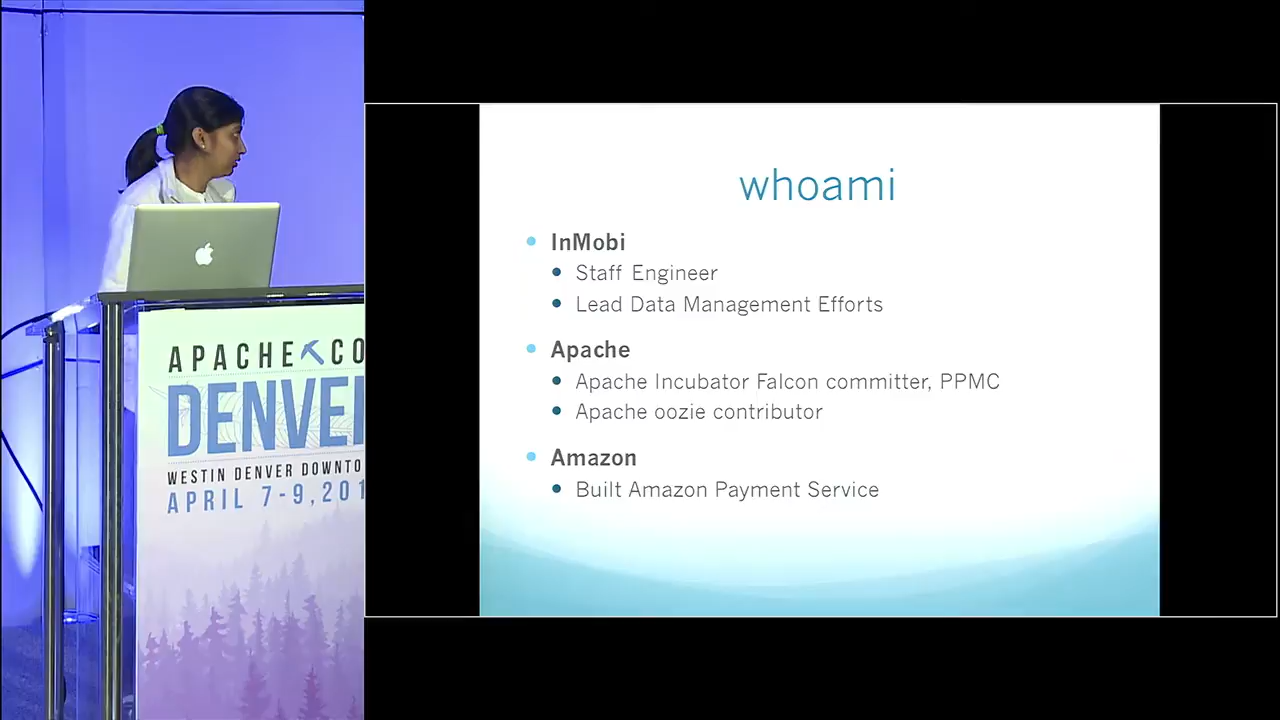 APACHE CO
DENVE
WESTIN DENVER DOWNTO
APRIL 7-9,201
whoami
InMobi
Staff Engineer
Lead Data Management Efforts
Apache
Apache Incubator Falcon committer, PPMC
Apache oozie contributor
Amazon
Built Amazon Payment Service